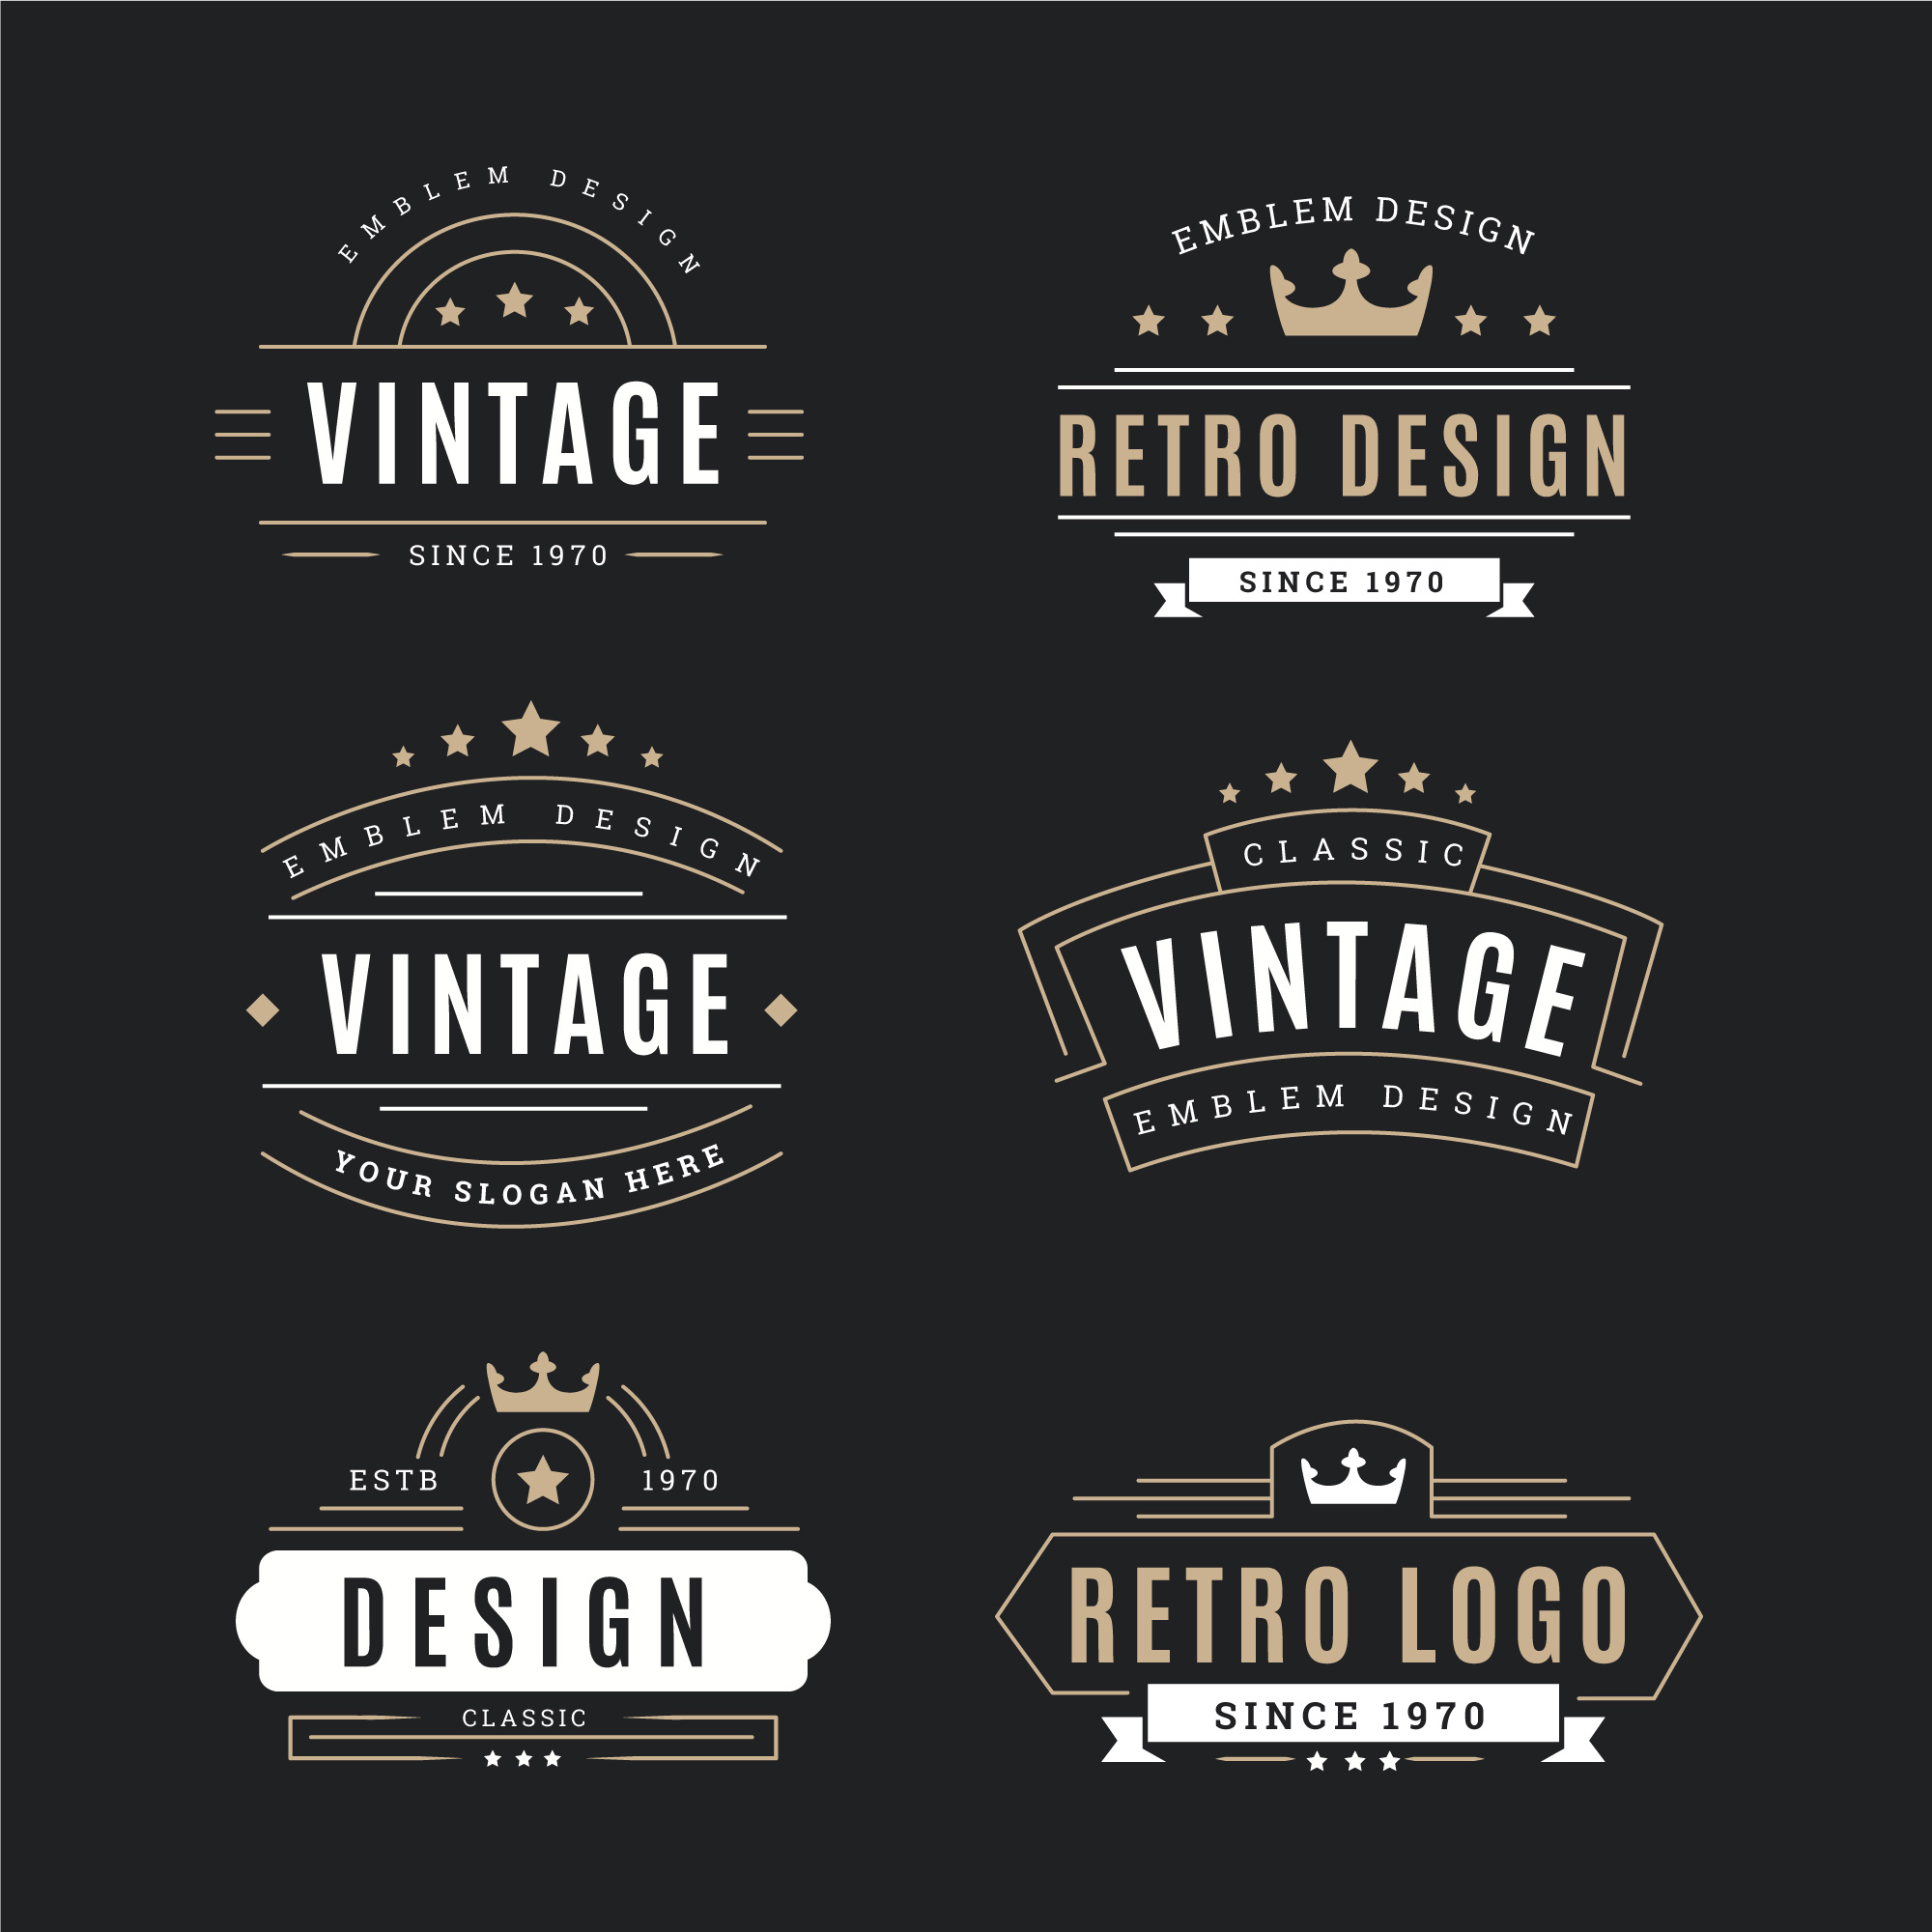 EMBLEM DESIGN
VINTAGE
SINCE 1970
EMBLEM DESIGN
RETRO DESIGN
SINCE 1970
EMBLEM DESIGN
VINTAGE
YOUR SLOGAN HERE
CLASSIC
VINTAGE
EMBLEM DESIGN
ESTB 1970
DESIGN
CLASSIC
RETRO LOGO
SINCE 1970